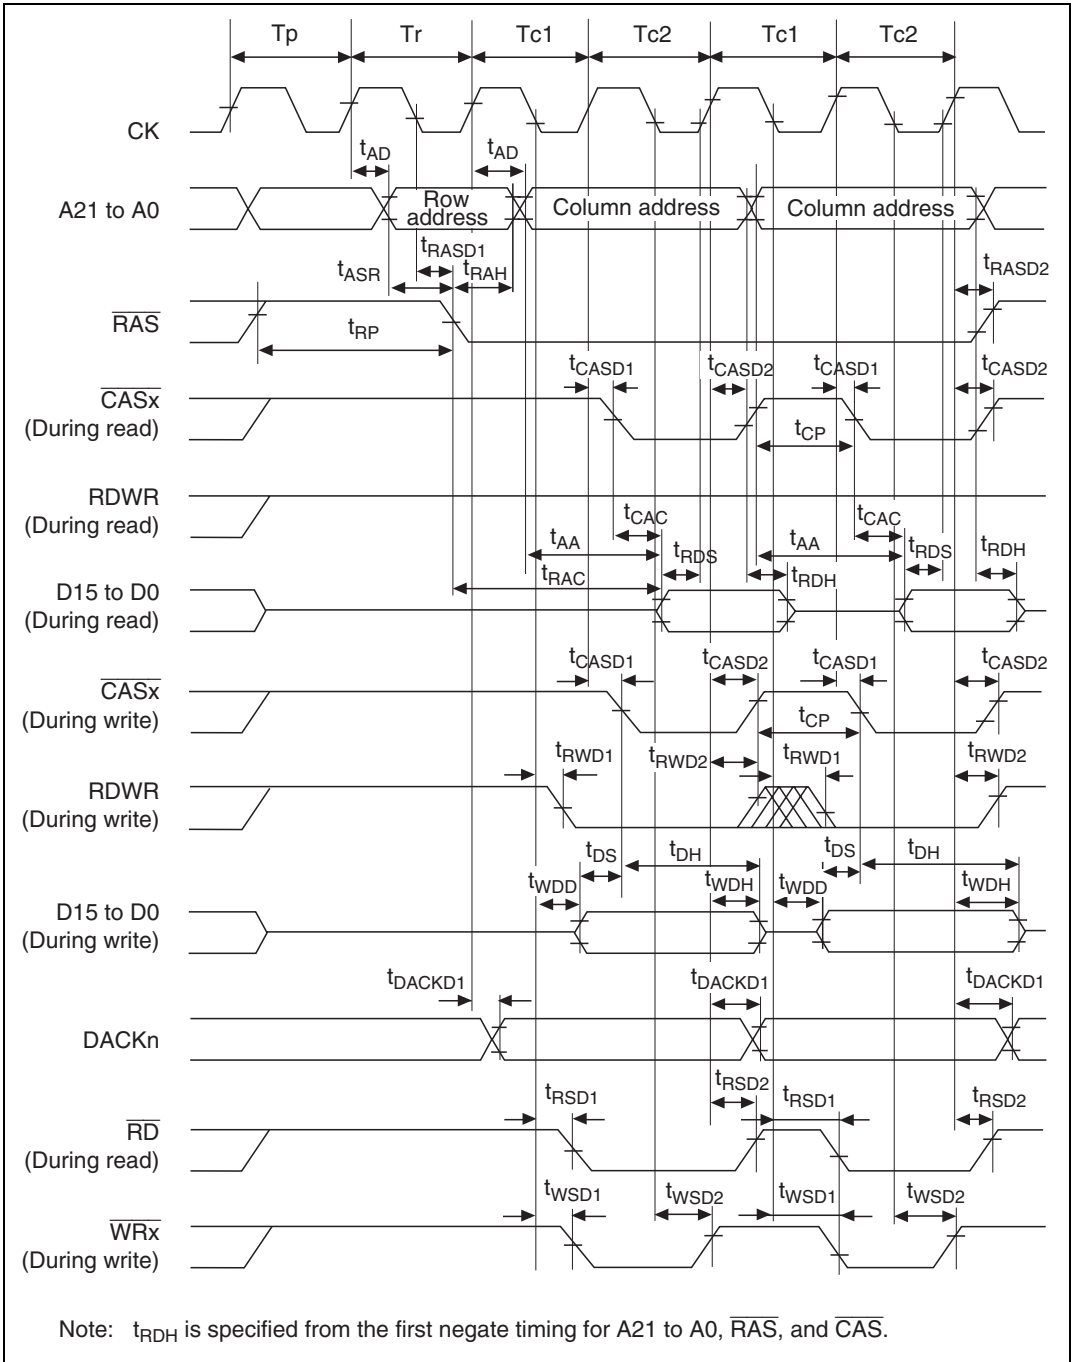 Tp Tr Tc1 Tc2 Tc1 Tc2
CK
tAD tAD
A21 to A0 Row address Column address Column address
tRASD1
tASR tRAH tRASD2
RAS
tRP
tCASD1 tCASD2 tCASD1 tCASD2
CASx
(During read)
tCP
RDWR
(During read)
tCAC tCAC
tAA tRDS tAA tRDS tRDH
tRAC tRDH
D15 to D0
(During read)
tCASD1 tCASD2 tCASD1 tCASD2
CASx
(During write)
tCP
tRWD1 tRWD2 tRWD1 tRWD2
RDWR
(During write)
tDS tDH tDS tDH
tWDD tWDH tWDD tWDH
D15 to D0
(During write)
tDACKD1 tDACKD1 tDACKD1
DACKn
tRSD1 tRSD2 tRSD1 tRSD2
RD
(During read)
tWSD1 tWSD2 tWSD1 tWSD2
WRx
(During write)
Note: tRDH is specified from the first negate timing for A21 to A0, RAS, and CAS.